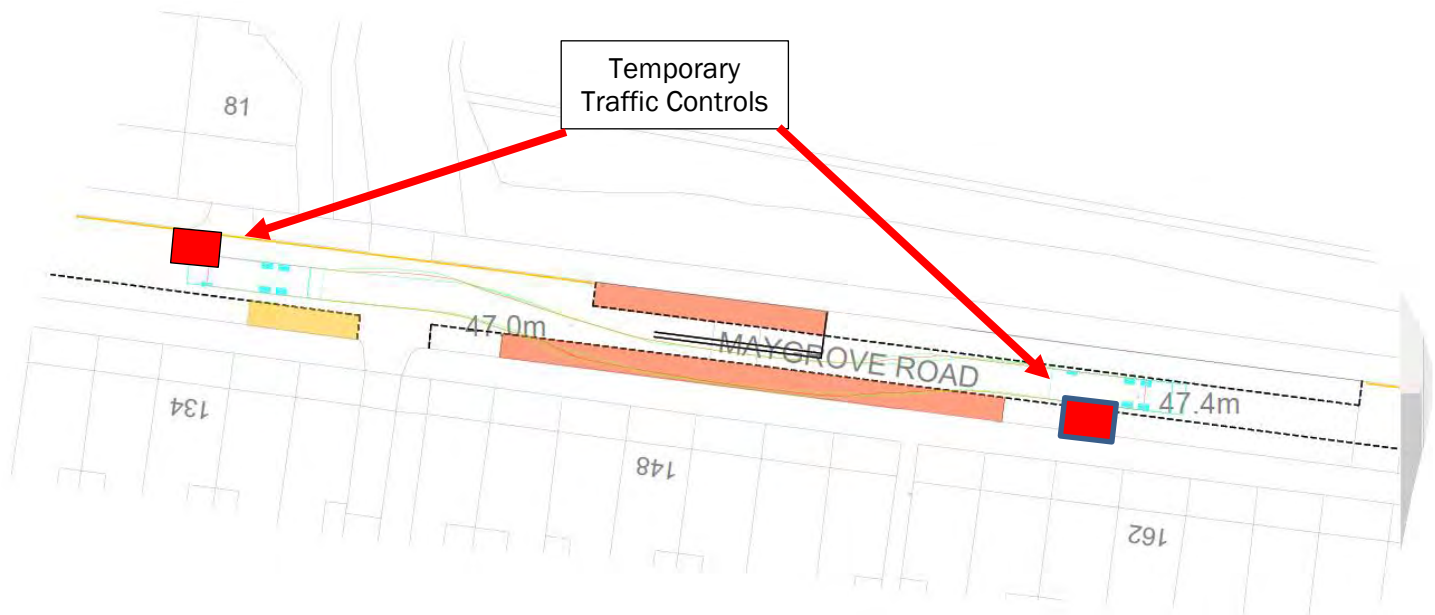 Temporary
Traffic Controls
81
47.0m
MAYGROVE ROAD
47.4m
134
148
162